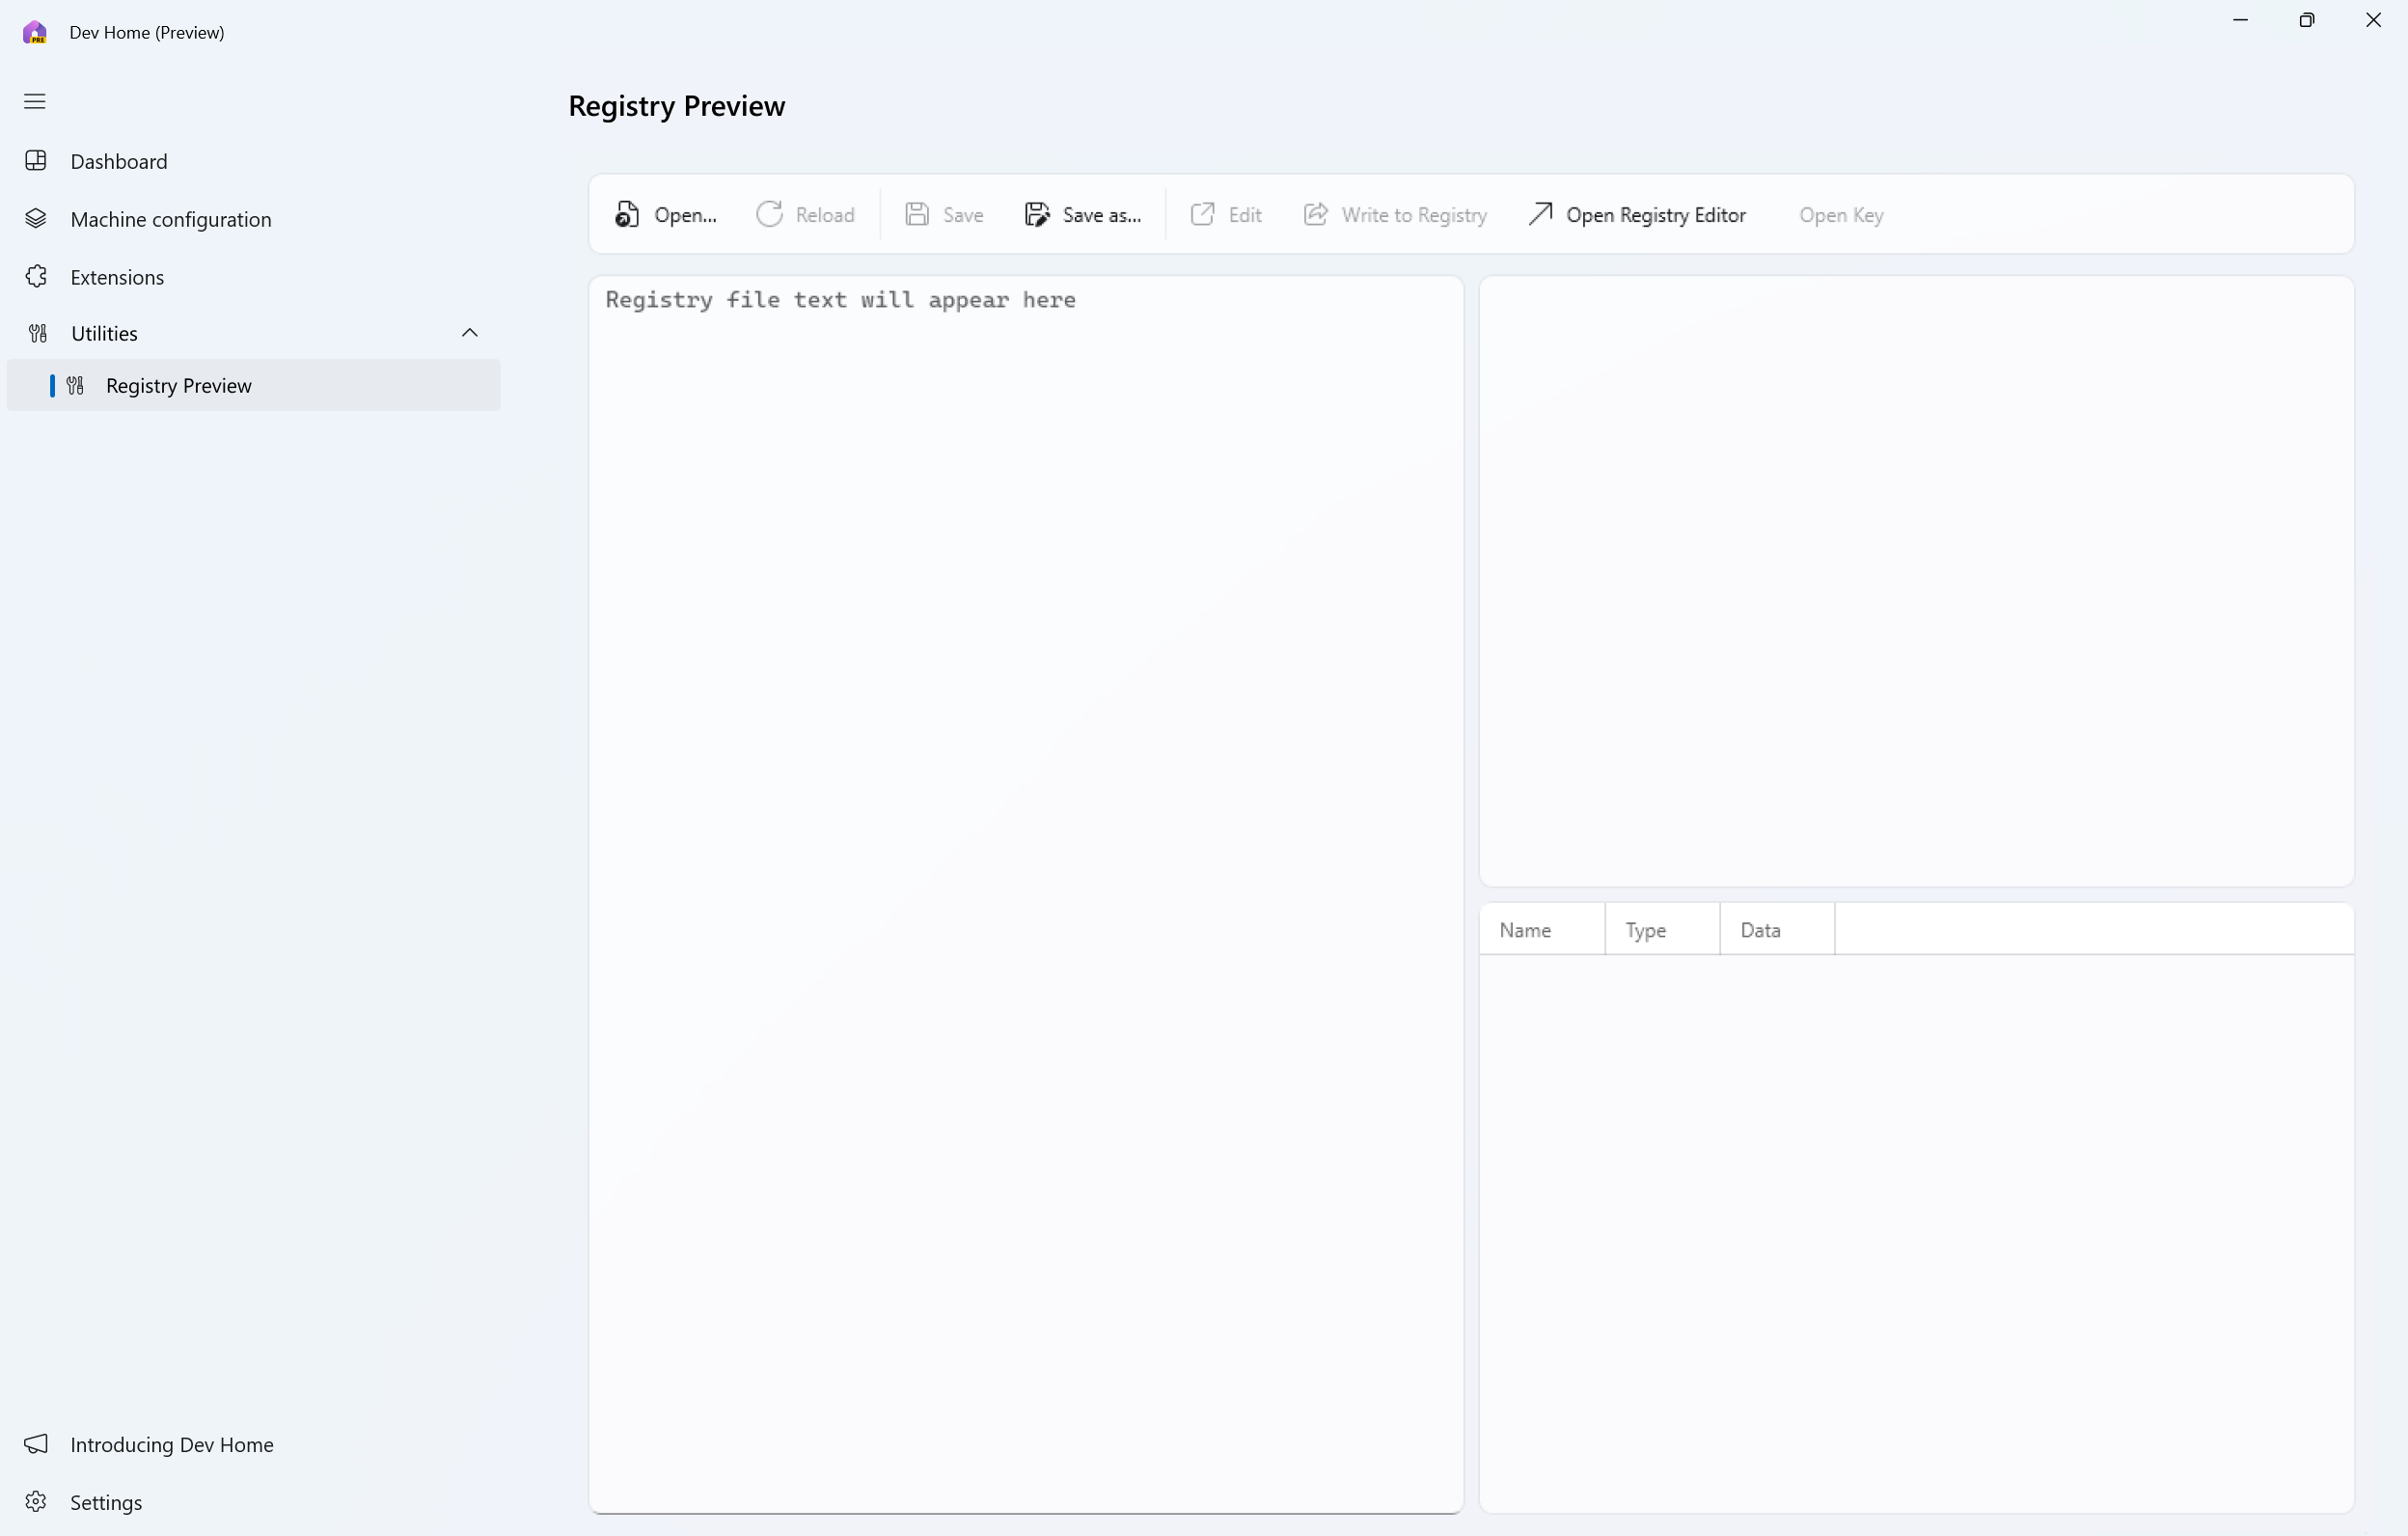 Dev Home (Preview)
Dashboard
Machine configuration
Extensions
Utilities
Registry Preview
Introducing Dev Home
Settings
Registry Preview
Open... Reload Save Save as... Edit Write to Registry Open Registry Editor Open Key
Registry file text will appear here
Name Type Data
PRE